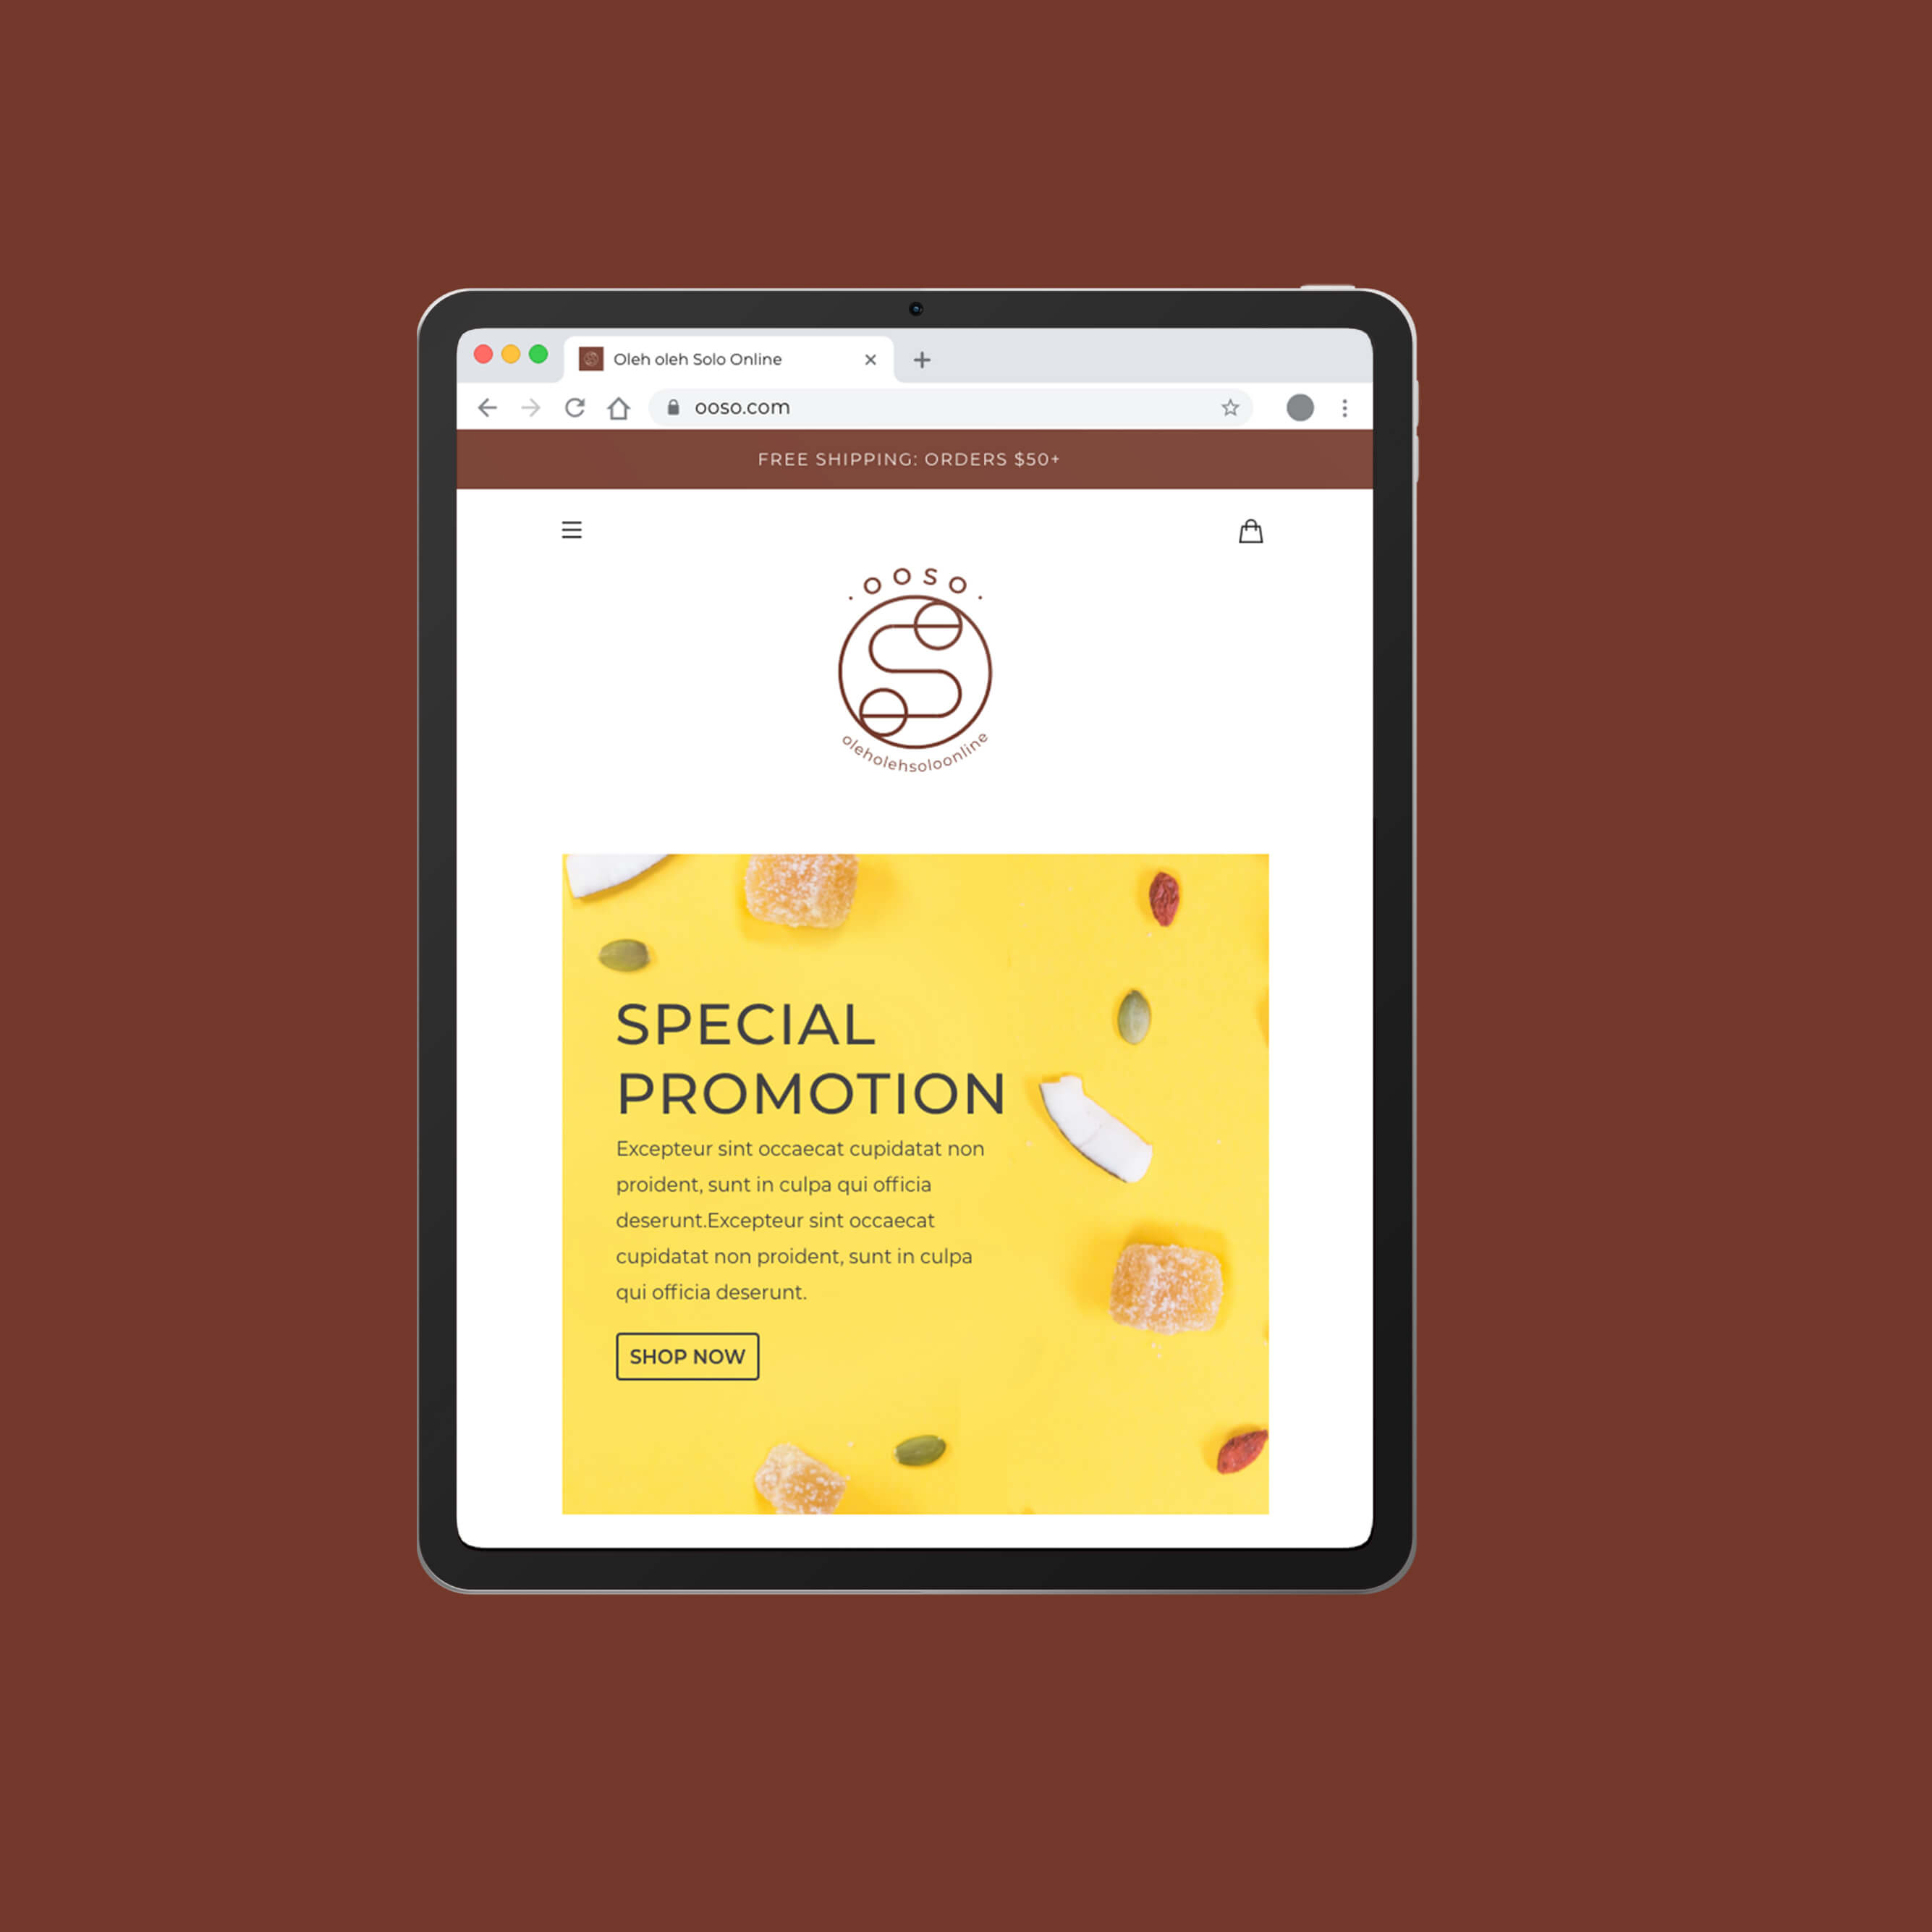 Oleh oleh Solo Online
ooso.com
FREE SHIPPING: ORDERS $50+
. O O S O .
oleholehsoloonline
SPECIAL
PROMOTION
Excepteur sint occaecat cupidatat non
proident, sunt in culpa qui officia
deserunt.Excepteur sint occaecat
cupidatat non proident, sunt in culpa
qui officia deserunt.
SHOP NOW